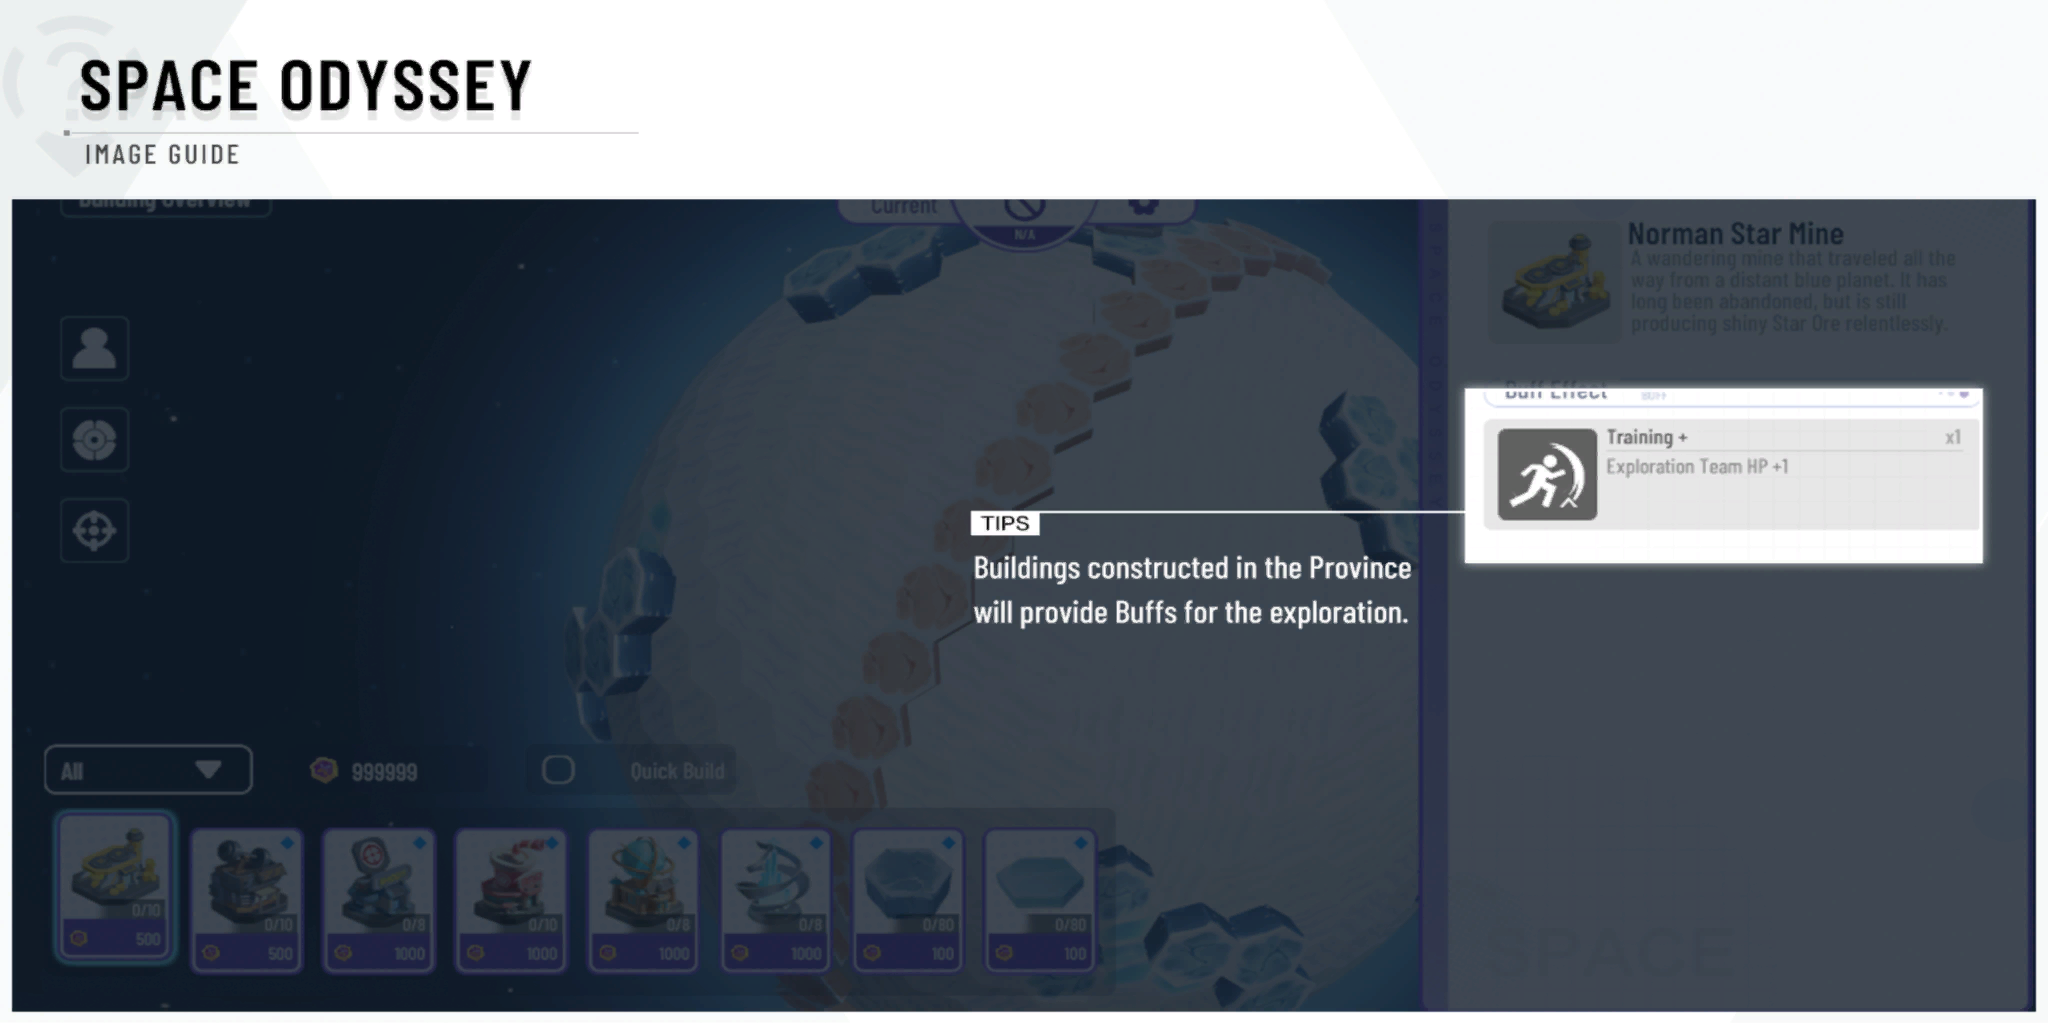 SPACE ODYSSEY
IMAGE GUIDE
Building Overview
Current
N/A
Norman Star Mine
A wandering mine that traveled all the
way from a distant blue planet. It has
long been abandoned, but is still
producing shiny Star Ore relentlessly.
Buff Effect
BUFF
Training + x1
Exploration Team HP +1
TIPS
Buildings constructed in the Province
will provide Buffs for the exploration.
All
999999
Quick Build
0/10
500
0/10
500
0/8
1000
0/10
1000
0/8
1000
0/8
1000
0/80
100
0/80
100
SPACE ODYSSEY
SPACE